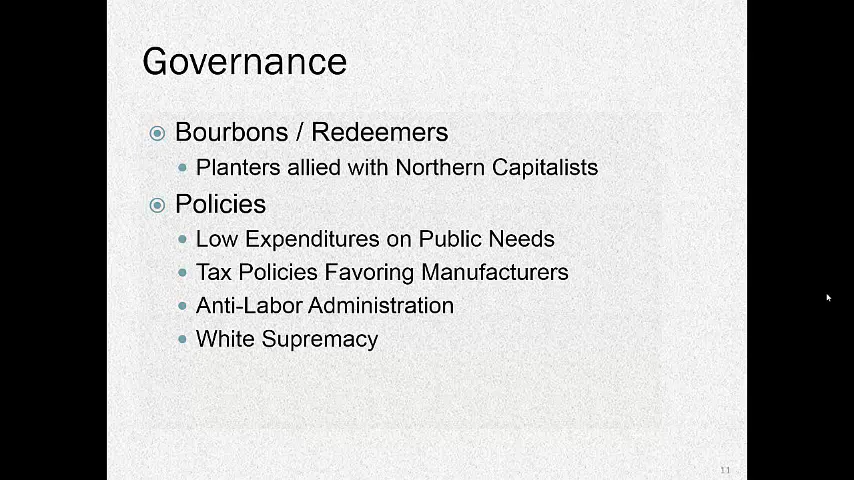 Governance
Bourbons / Redeemers
Planters allied with Northern Capitalists
Policies
Low Expenditures on Public Needs
Tax Policies Favoring Manufacturers
Anti-Labor Administration
White Supremacy
11